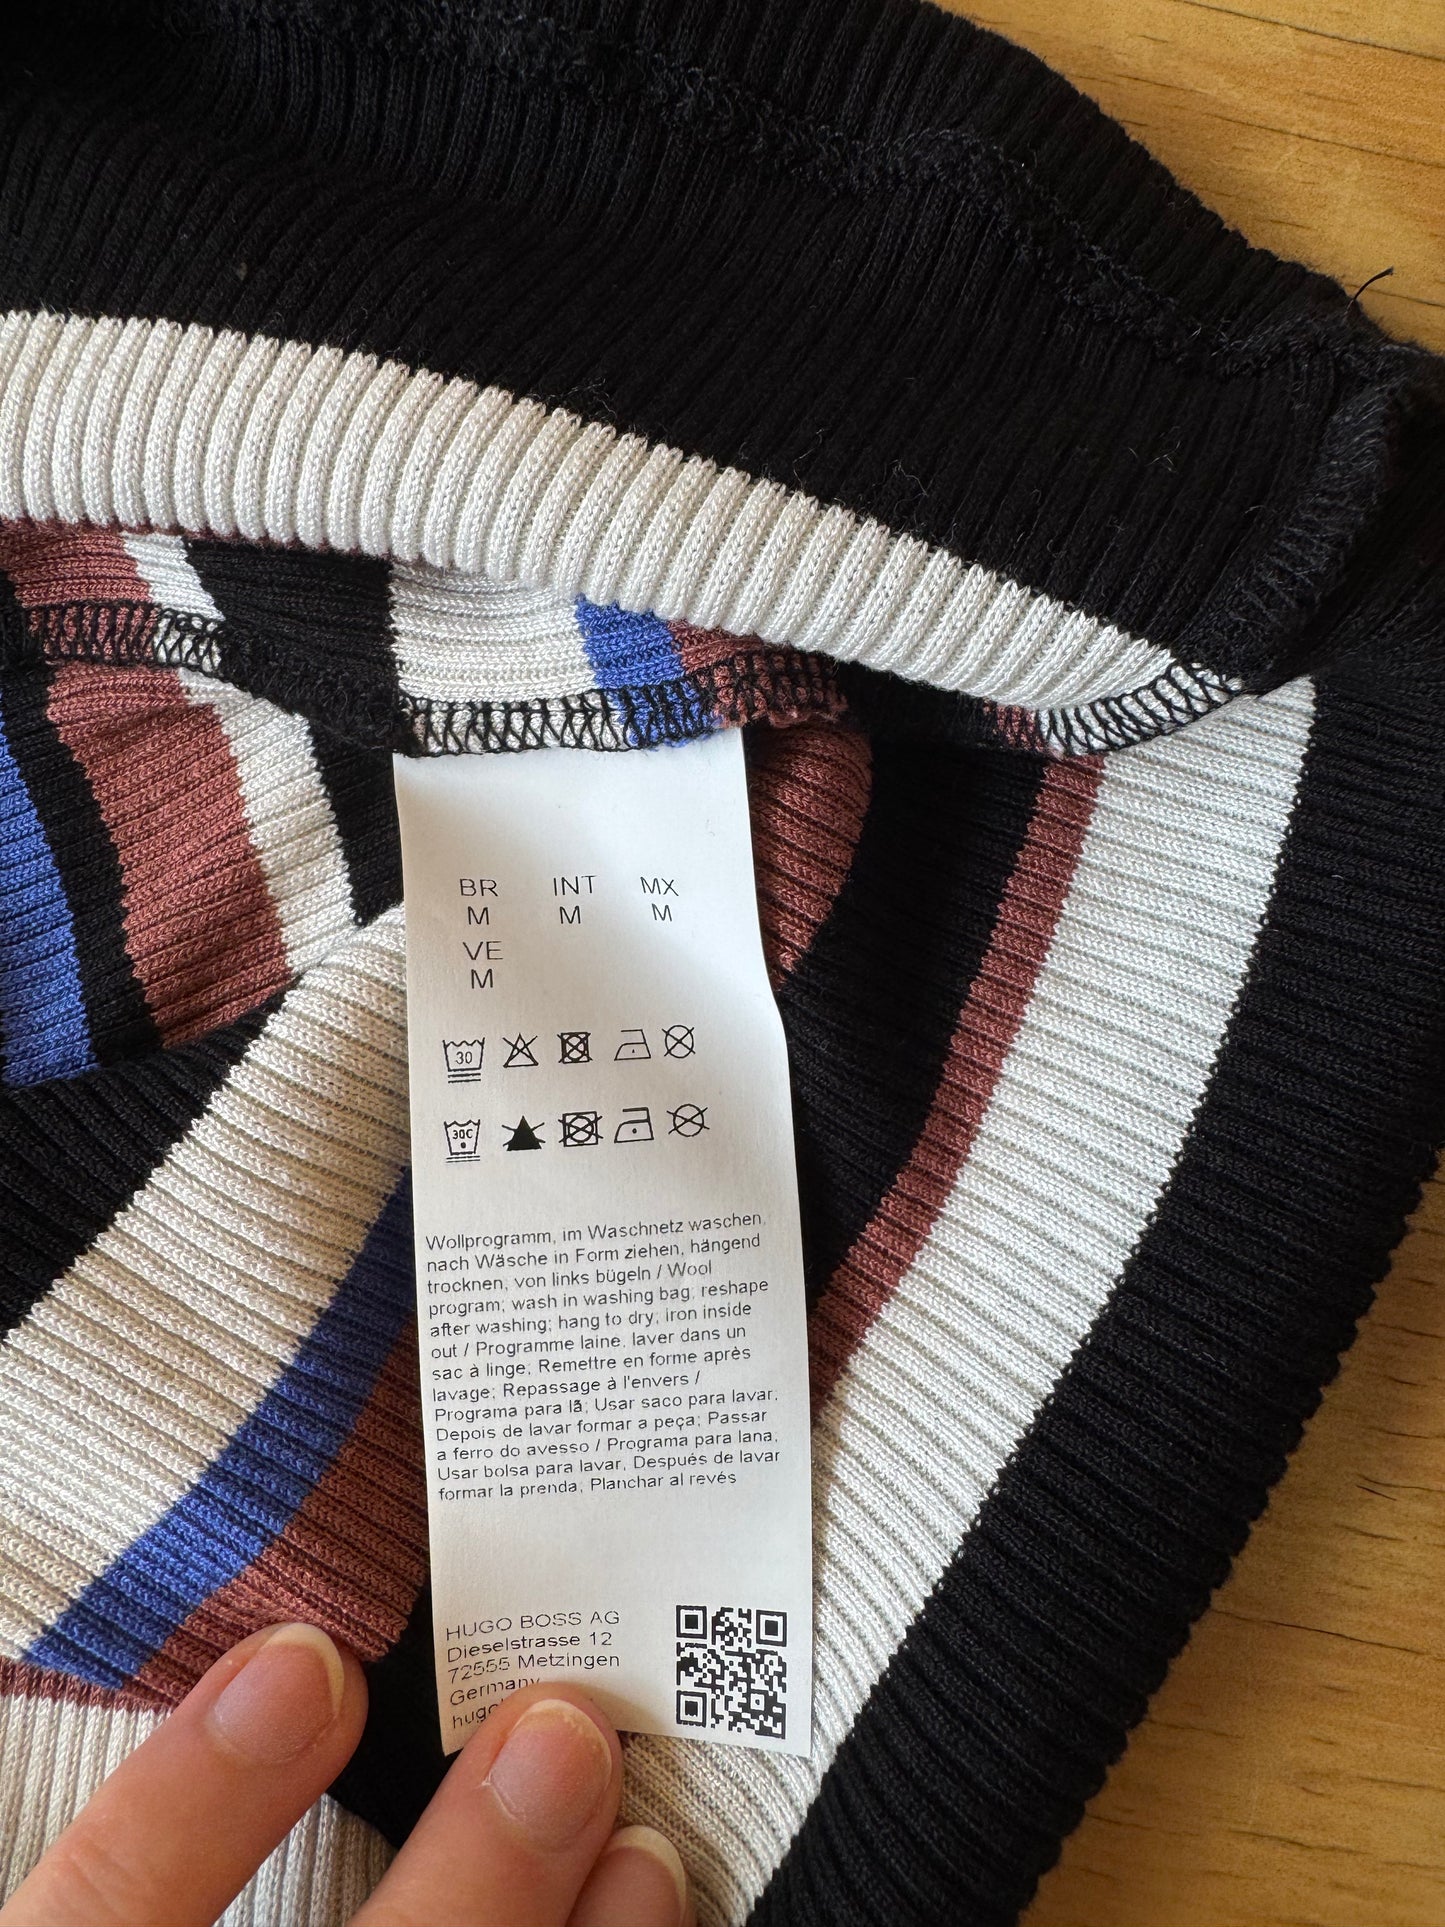 BR INT MX
M M M
VE
M
30
30C
Wollprogramm, im Waschnetz waschen,
nach Wäsche in Form ziehen, hängend
trocknen, von links bügeln / Wool
program; wash in washing bag; reshape
after washing; hang to dry; iron inside
out / Programme laine, laver dans un
sac à linge; Remettre en forme après
lavage; Repassage à l'envers /
Programa para lã; Usar saco para lavar;
Depois de lavar formar a peça; Passar
a ferro do avesso / Programa para lana,
Usar bolsa para lavar, Después de lavar
formar la prenda; Planchar al revés
HUGO BOSS AG
Dieselstrasse 12
72555 Metzingen
Germany